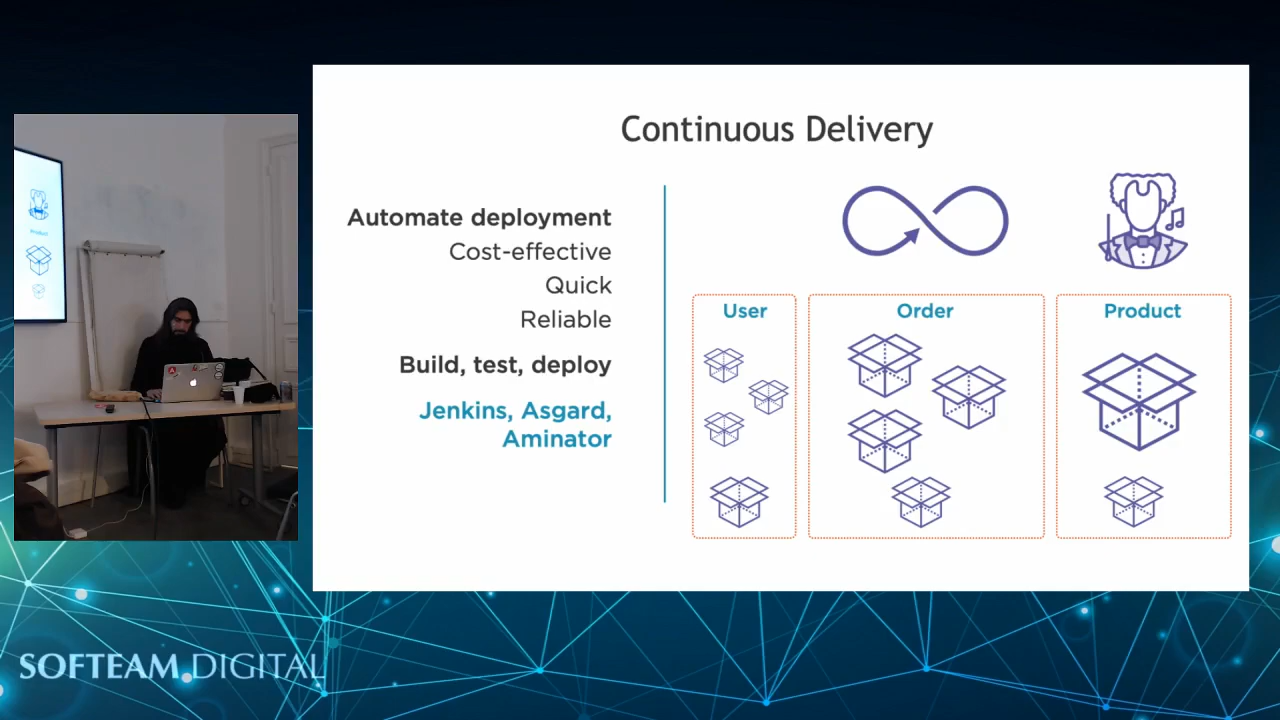 Continuous Delivery
Automate deployment
Cost-effective
Quick
Reliable
Build, test, deploy
Jenkins, Asgard,
Aminator
User
Order
Product
Product
SOFTEAM DIGITAL